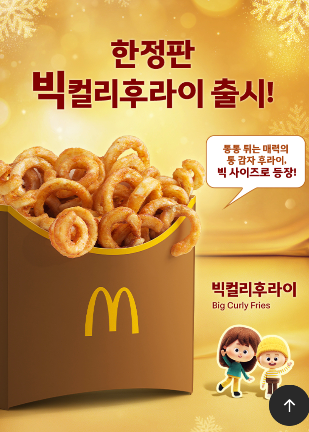 한정판
빅컬리후라이 출시!
통통 튀는 매력의
통 감자 후라이,
빅 사이즈로 등장!
빅컬리후라이
Big Curly Fries